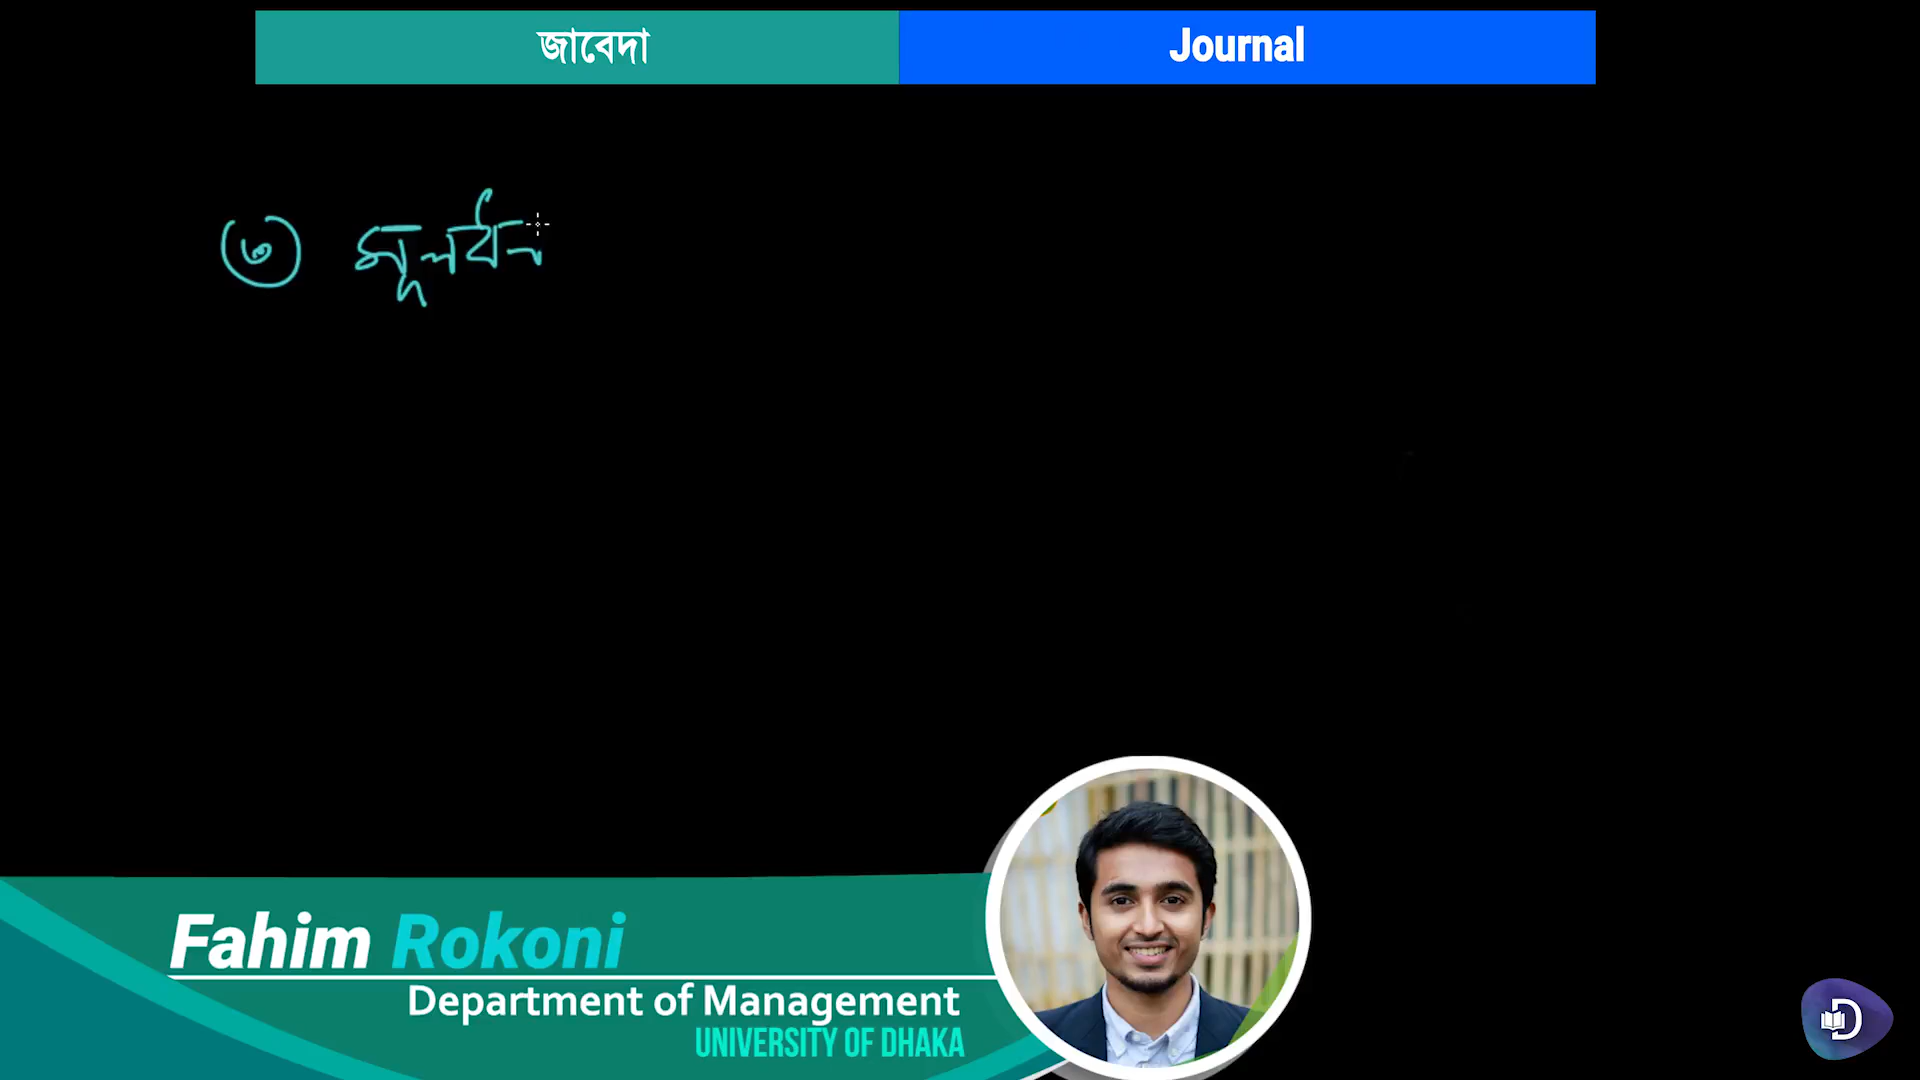 জাবেদা Journal
৩ মূলধন
Fahim Rokoni
Department of Management
UNIVERSITY OF DHAKA
D